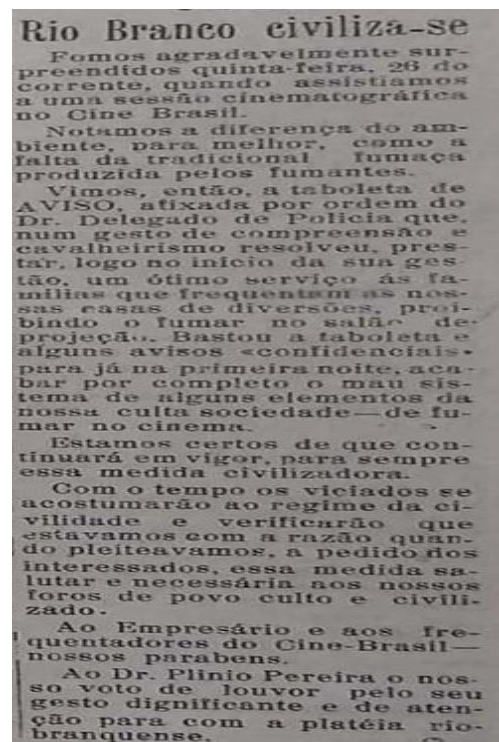 Rio Branco civiliza-se
Fomos agradavelmente sur-
preendidos quinta-feira, 26 do
corrente, quando assistiamos
a uma sessão cinematográfica
no Cine Brasil.
Notamos a diferença do am-
biente, para melhor, como a
falta da tradicional fumaça
produzida pelos fumantes.
Vimos, então, a taboleta de
AVISO, afixada por ordem do
Dr. Delegado de Policia que,
num gesto de compreensão e
cavalheirismo resolveu, pres-
tar, logo no inicio da sua ges-
tão, um ótimo serviço ás fa-
milias que frequentam as nos-
sas casas de diversões, proi-
bindo o fumar no salão de
projeção. Bastou a taboleta e
alguns avisos «confidenciais»
para já na primeira noite, aca-
bar por completo o mau sis-
tema de alguns elementos da
nossa culta sociedade—de fu-
mar no cinema.
Estamos certos de que con-
tinuará em vigor, para sempre
essa medida civilizadora.
Com o tempo os viciados se
acostumarão ao regime da ci-
vilidade e verificarão que
estavamos com a razão quan-
do pleiteavamos, a pedido dos
interessados, essa medida sa-
lutar e necessária aos nossos
foros de povo culto e civili-
zado.
Ao Empresário e aos fre-
quentadores do Cine-Brasil—
nossos parabens.
Ao Dr. Plinio Pereira o nos-
so voto de louvor pelo seu
gesto dignificante e de aten-
ção para com a platéia rio-
branquense.